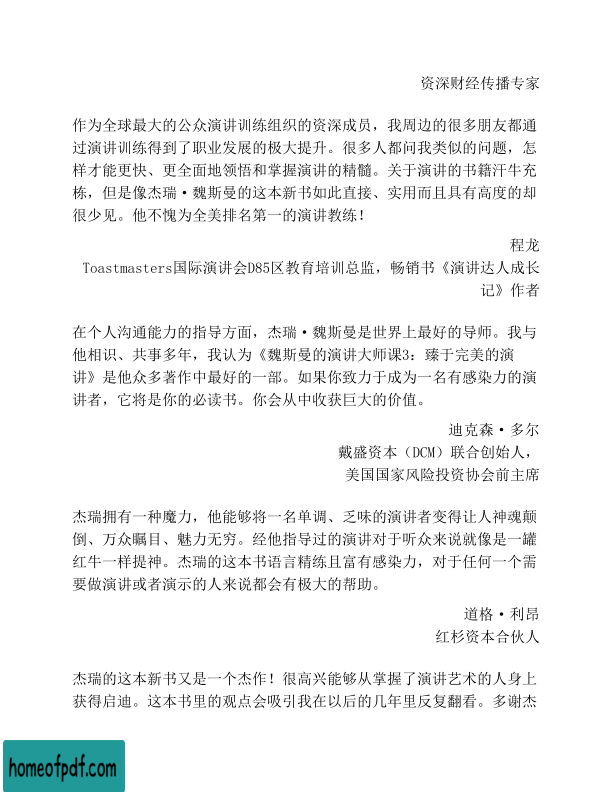 资深财经传播专家
作为全球最大的公众演讲训练组织的资深成员，我周边的很多朋友都通
过演讲训练得到了职业发展的极大提升。很多人都问我类似的问题，怎
样才能更快、更全面地领悟和掌握演讲的精髓。关于演讲的书籍汗牛充
栋，但是像杰瑞·魏斯曼的这本新书如此直接、实用而且具有高度的却
很少见。他不愧为全美排名第一的演讲教练！
程龙
Toastmasters国际演讲会D85区教育培训总监，畅销书《演讲达人成长
记》作者
在个人沟通能力的指导方面，杰瑞·魏斯曼是世界上最好的导师。我与
他相识、共事多年，我认为《魏斯曼的演讲大师课3：臻于完美的演
讲》是他众多著作中最好的一部。如果你致力于成为一名有感染力的演
讲者，它将是你的必读书。你会从中收获巨大的价值。
迪克森·多尔
戴盛资本（DCM）联合创始人，
美国国家风险投资协会前主席
杰瑞拥有一种魔力，他能够将一名单调、乏味的演讲者变得让人神魂颠
倒、万众瞩目、魅力无穷。经他指导过的演讲对于听众来说就像是一罐
红牛一样提神。杰瑞的这本书语言精练且富有感染力，对于任何一个需
要做演讲或者演示的人来说都会有极大的帮助。
道格·利昂
红杉资本合伙人
杰瑞的这本新书又是一个杰作！很高兴能够从掌握了演讲艺术的人身上
获得启迪。这本书里的观点会吸引我在以后的几年里反复翻看。多谢杰
homeofpdf.com